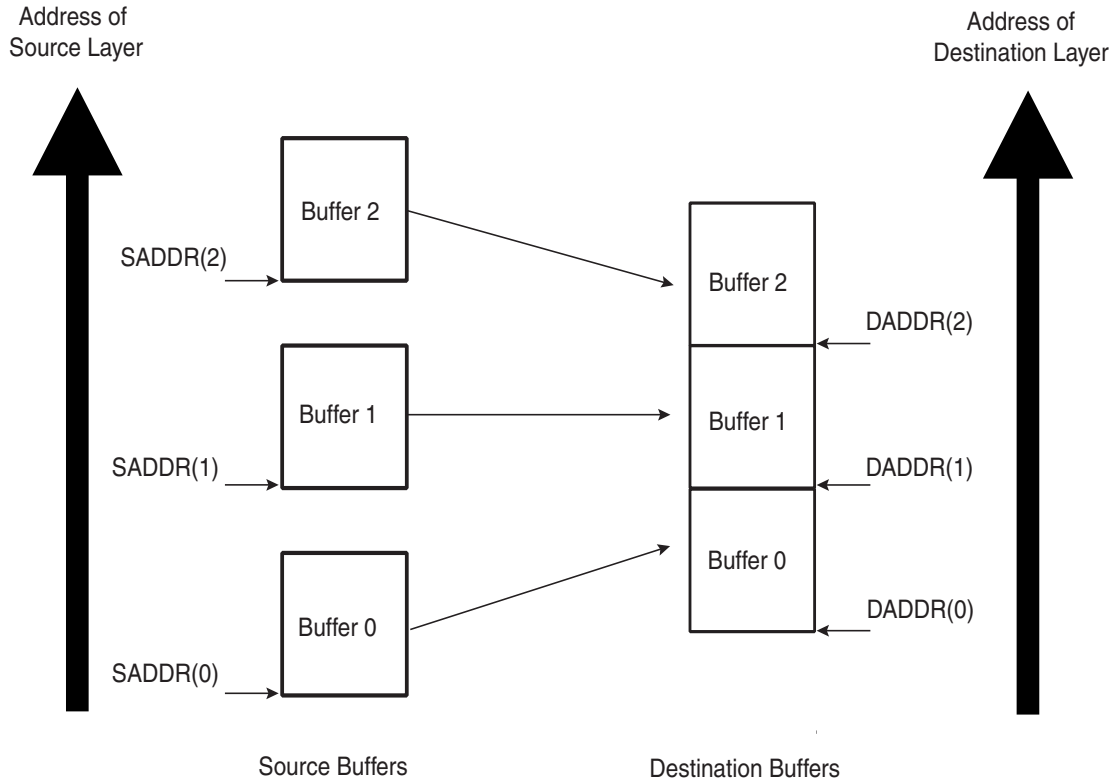 Address of
Source Layer
Address of
Destination Layer
Buffer 2
SADDR(2)
Buffer 2
DADDR(2)
Buffer 1
Buffer 1
SADDR(1)
DADDR(1)
Buffer 0
Buffer 0
DADDR(0)
SADDR(0)
Source Buffers
Destination Buffers